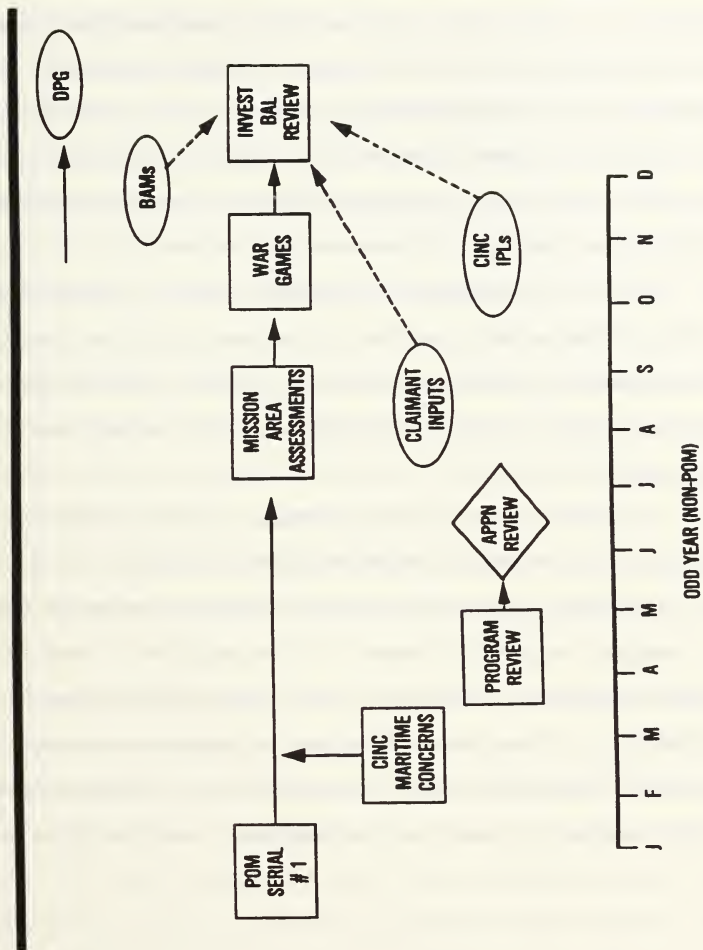 DPG
BAMs
INVEST
BAL
REVIEW
WAR
GAMES
MISSION
AREA
ASSESSMENTS
POM
SERIAL
# 1
CINC
MARITIME
CONCERNS
CLAIMANT
INPUTS
CINC
IPLs
PROGRAM
REVIEW
APPN
REVIEW
J F M A M J J A S O N D
ODD YEAR (NON-POM)